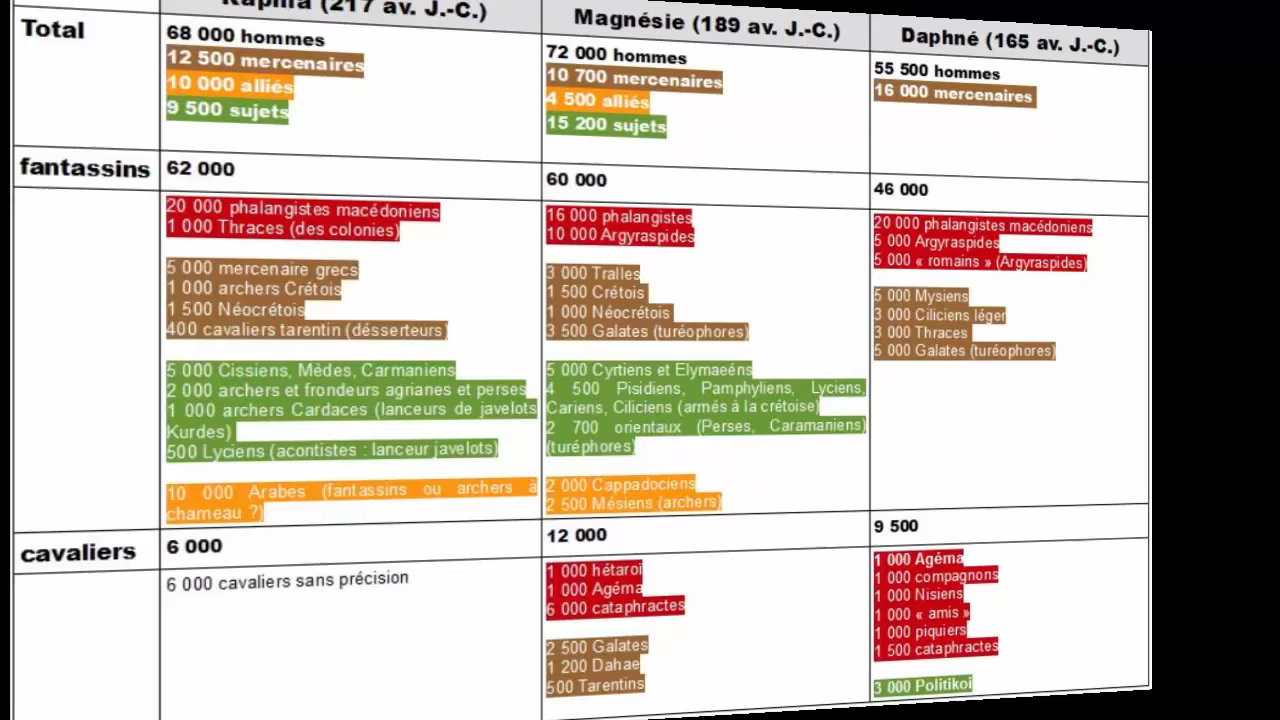 Raphia (217 av. J.-C.)
Magnésie (189 av. J.-C.)
Daphné (165 av. J.-C.)
Total
68 000 hommes
12 500 mercenaires
10 000 alliés
9 500 sujets
72 000 hommes
10 700 mercenaires
4 500 alliés
15 200 sujets
55 500 hommes
16 000 mercenaires
fantassins
62 000
60 000
46 000
20 000 phalangistes macédoniens
1 000 Thraces (des colonies)
5 000 mercenaire grecs
1 000 archers Crétois
1 500 Néocrétois
400 cavaliers tarentin (désserteurs)
5 000 Cissiens, Mèdes, Carmaniens
2 000 archers et frondeurs agrianes et perses
1 000 archers Cardaces (lanceurs de javelots
Kurdes)
500 Lyciens (acontistes : lanceur javelots)
10 000 Arabes (fantassins ou archers à
chameau ?)
16 000 phalangistes
10 000 Argyraspides
3 000 Tralles
1 500 Crétois
1 000 Néocrétois
3 500 Galates (turéophores)
5 000 Cyrtiens et Elymaeéns
4 500 Pisidiens, Pamphyliens, Lyciens,
Cariens, Ciliciens (armés à la crétoise)
2 700 orientaux (Perses, Caramaniens)
(turéphores)
2 000 Cappadociens
2 500 Mésiens (archers)
20 000 phalangistes macédoniens
5 000 Argyraspides
5 000 « romains » (Argyraspides)
5 000 Mysiens
3 000 Ciliciens léger
3 000 Thraces
5 000 Galates (turéophores)
cavaliers
6 000
12 000
9 500
6 000 cavaliers sans précision
1 000 hétaroi
1 000 Agéma
6 000 cataphractes
2 500 Galates
1 200 Dahae
500 Tarentins
1 000 Agéma
1 000 compagnons
1 000 Nisiens
1 000 « amis »
1 000 piquiers
1 500 cataphractes
3 000 Politikoi